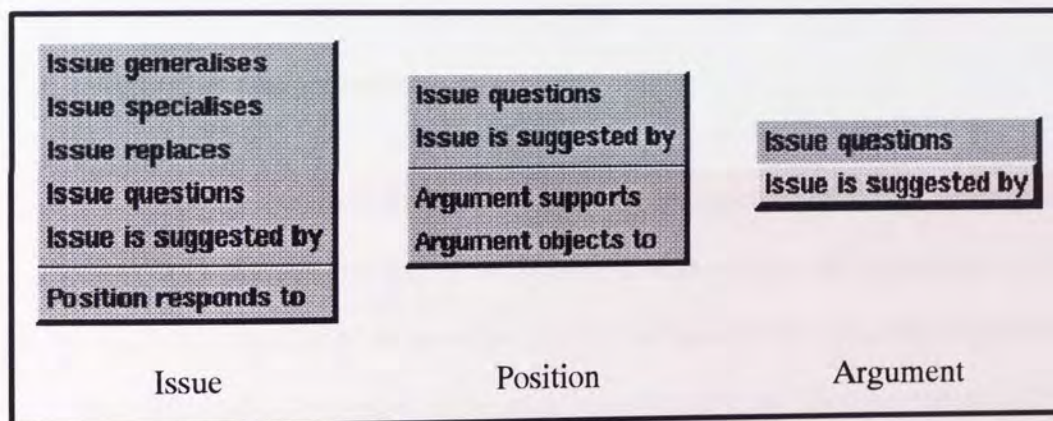 Issue generalises
Issue specialises
Issue replaces
Issue questions
Issue is suggested by
Position responds to
Issue
Issue questions
Issue is suggested by
Argument supports
Argument objects to
Position
Issue questions
Issue is suggested by
Argument